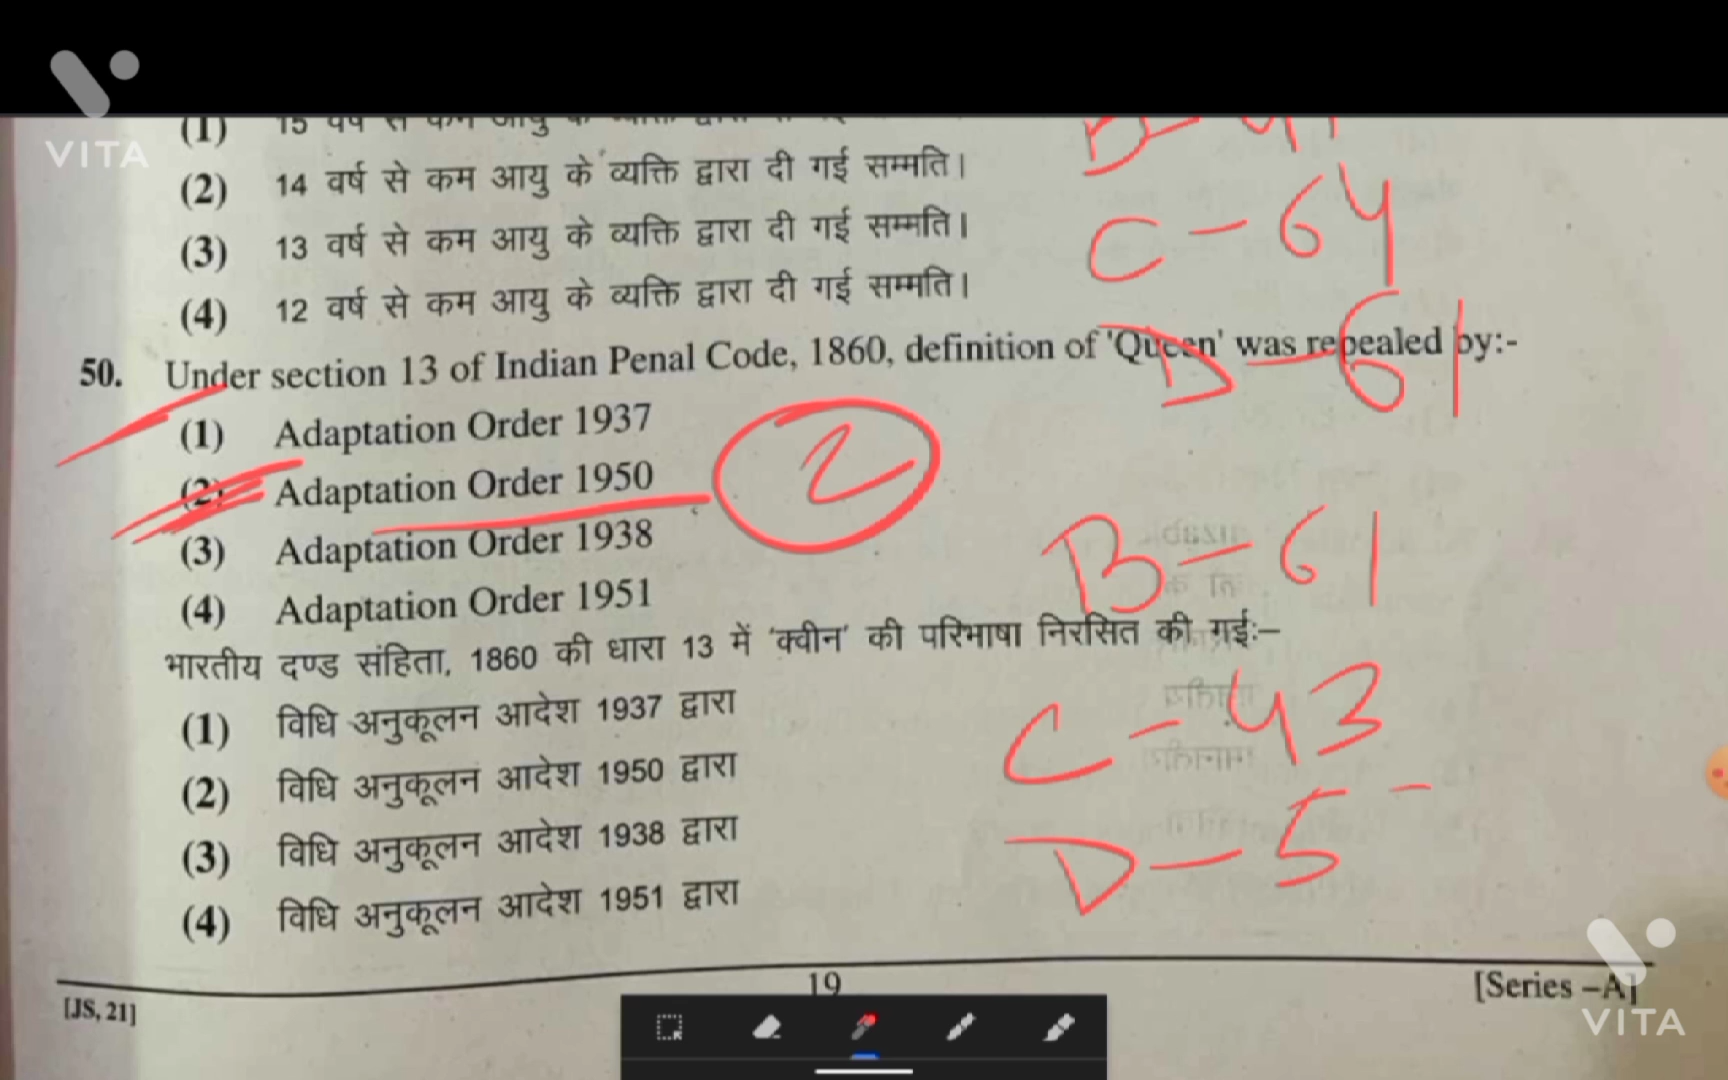 VITA
(1)
(2) 14 वर्ष से कम आयु के व्यक्ति द्वारा दी गई सम्मति।
C - 64
(3) 13 वर्ष से कम आयु के व्यक्ति द्वारा दी गई सम्मति।
(4) 12 वर्ष से कम आयु के व्यक्ति द्वारा दी गई सम्मति।
50. Under section 13 of Indian Penal Code, 1860, definition of 'Queen' was repealed by:-
D - 61
(1) Adaptation Order 1937
(2) Adaptation Order 1950
2
(3) Adaptation Order 1938
B = 61
(4) Adaptation Order 1951
भारतीय दण्ड संहिता, 1860 की धारा 13 में 'क्वीन' की परिभाषा निरसित की गई:–
(1) विधि अनुकूलन आदेश 1937 द्वारा
C - 43
(2) विधि अनुकूलन आदेश 1950 द्वारा
(3) विधि अनुकूलन आदेश 1938 द्वारा
D - 5
(4) विधि अनुकूलन आदेश 1951 द्वारा
[JS, 21]
19
[Series –A]
VITA